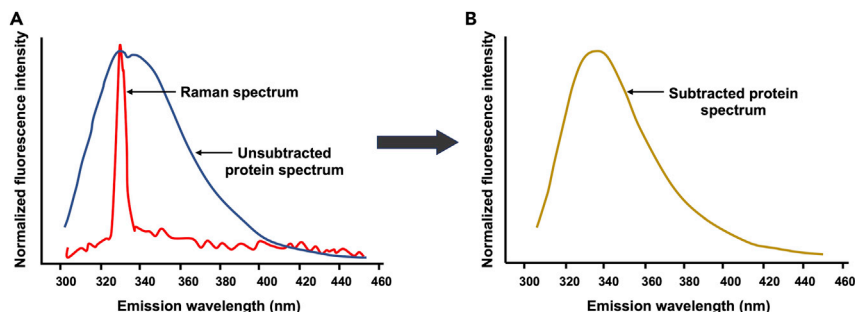 A
Normalized fluorescence intensity
Raman spectrum
Unsubtracted
protein spectrum
300 320 340 360 380 400 420 440 460
Emission wavelength (nm)
B
Normalized fluorescence intensity
Subtracted protein
spectrum
300 320 340 360 380 400 420 440 460
Emission wavelength (nm)